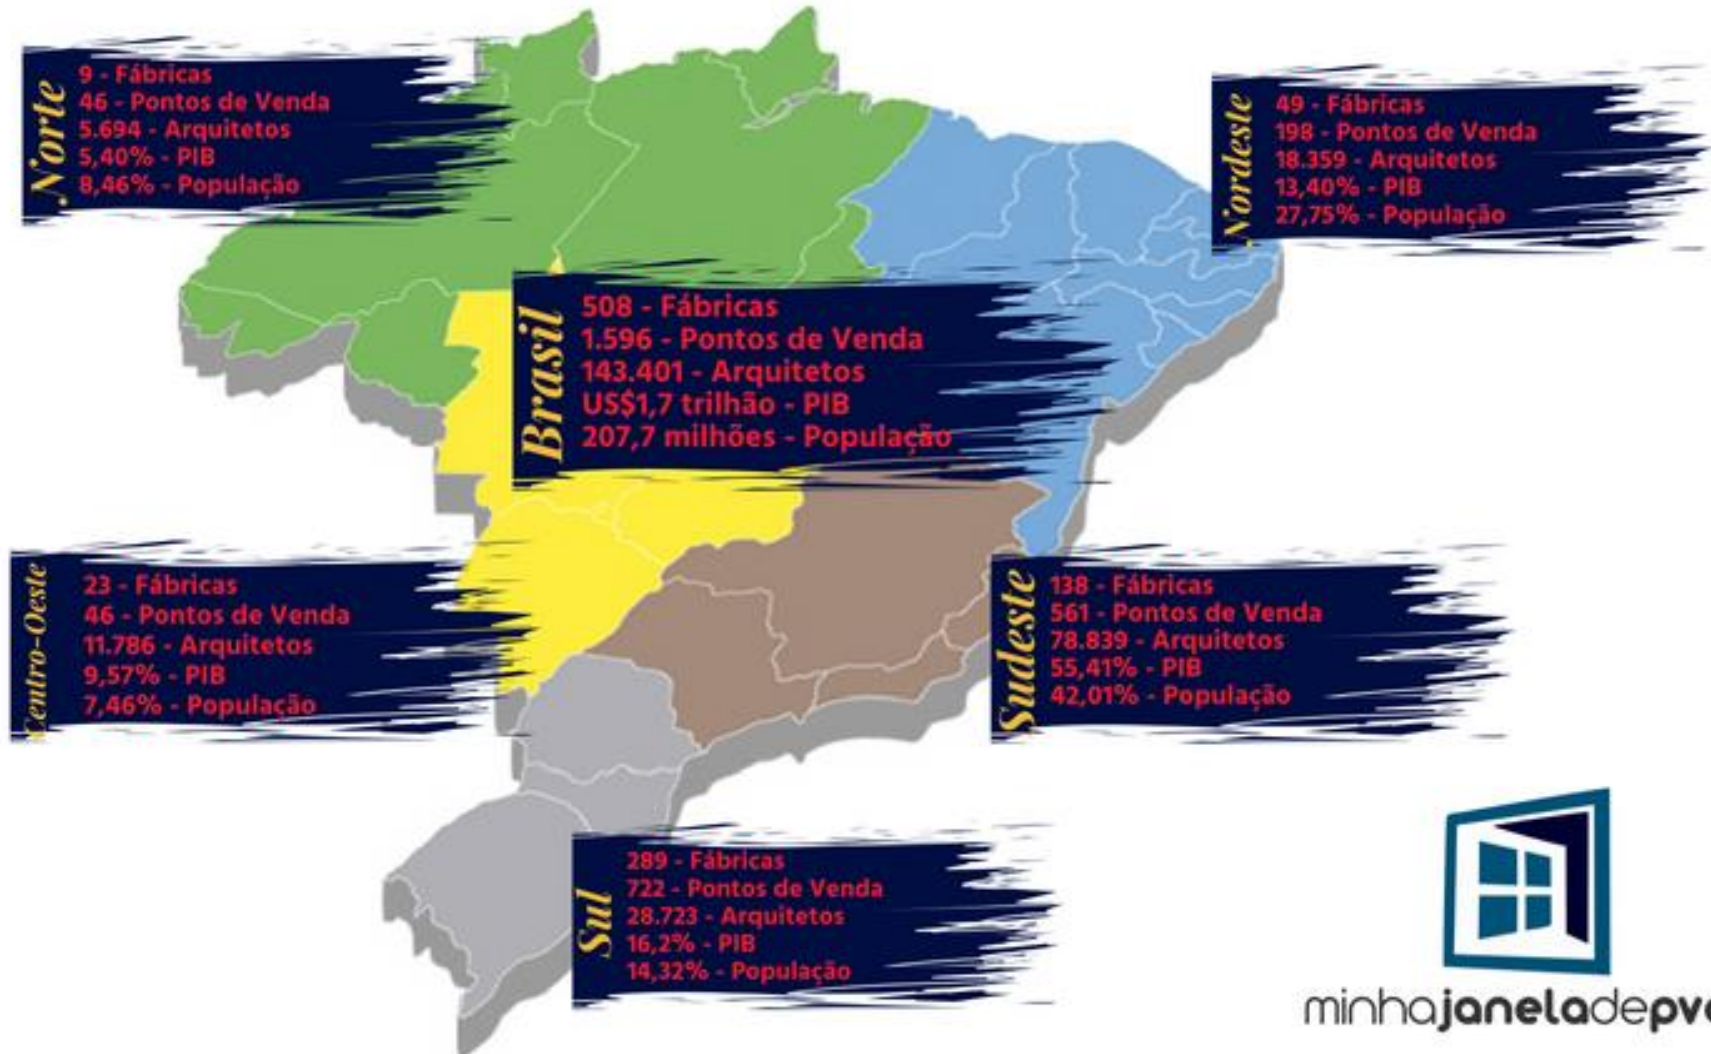 Norte
9 - Fábricas
46 - Pontos de Venda
5.694 - Arquitetos
5,40% - PIB
8,46% - População
Nordeste
49 - Fábricas
198 - Pontos de Venda
18.359 - Arquitetos
13,40% - PIB
27,75% - População
Brasil
508 - Fábricas
1.596 - Pontos de Venda
143.401 - Arquitetos
US$1,7 trilhão - PIB
207,7 milhões - População
Centro-Oeste
23 - Fábricas
46 - Pontos de Venda
11.786 - Arquitetos
9,57% - PIB
7,46% - População
Sudeste
138 - Fábricas
561 - Pontos de Venda
78.839 - Arquitetos
55,41% - PIB
42,01% - População
Sul
289 - Fábricas
722 - Pontos de Venda
28.723 - Arquitetos
16,2% - PIB
14,32% - População
minhajaneladepvc